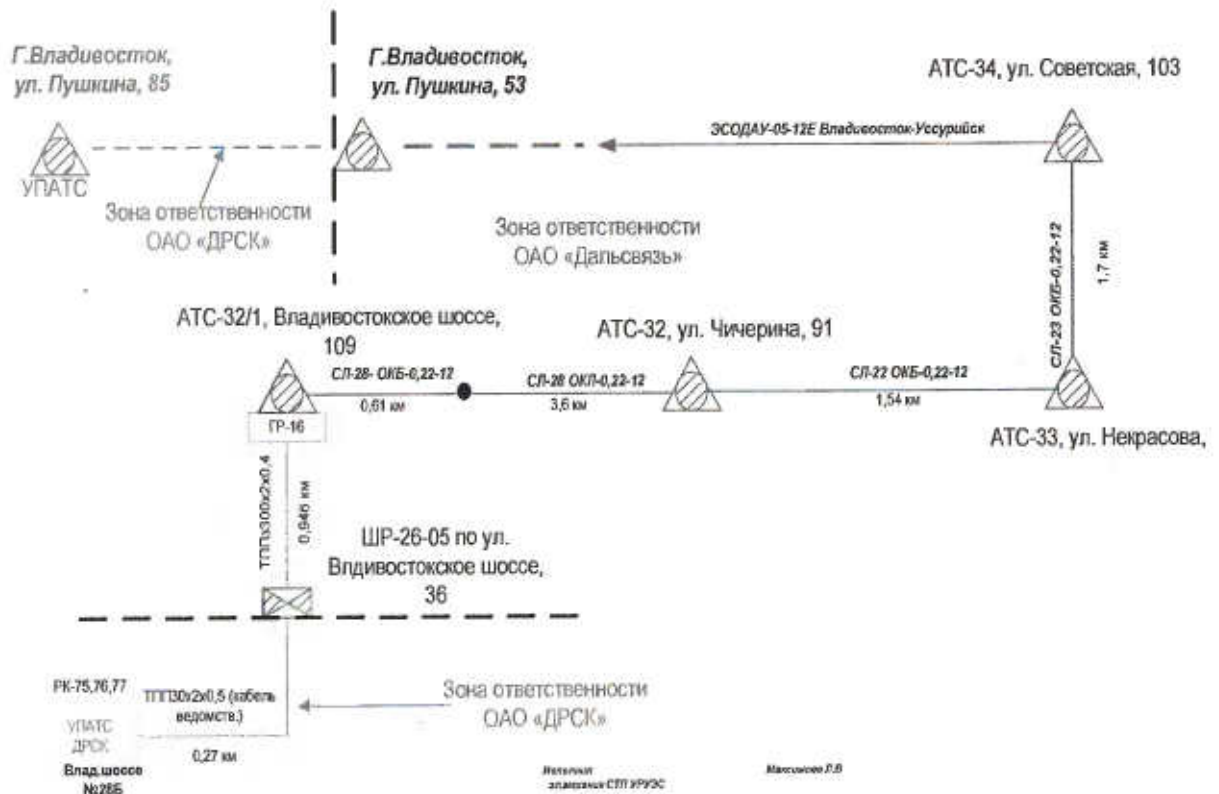 Г.Владивосток,
ул. Пушкина, 85
Г.Владивосток,
ул. Пушкина, 53
АТС-34, ул. Советская, 103
ЭСОДАУ-05-12Е Владивосток-Уссурийск
УПАТС
Зона ответственности
ОАО «ДРСК»
Зона ответственности
ОАО «Дальсвязь»
СЛ-23 ОКБ-0,22-12
1,7 км
АТС-32/1, Владивостокское шоссе,
109
АТС-32, ул. Чичерина, 91
СЛ-28- ОКБ-0,22-12
0,61 км
СЛ-28 ОКЛ-0,22-12
3,6 км
СЛ-22 ОКБ-0,22-12
1,54 км
ГР-16
АТС-33, ул. Некрасова,
ТППэ300х2х0,4
0,946 км
ШР-26-05 по ул.
Влдивостокское шоссе,
36
РК-75,76,77
ТПП30х2х0,5 (кабель
ведомств.)
УПАТС
ДРСК
0,27 км
Влад.шоссе
№28Б
Зона ответственности
ОАО «ДРСК»
СТП УРУЭС
Максимова Л.В